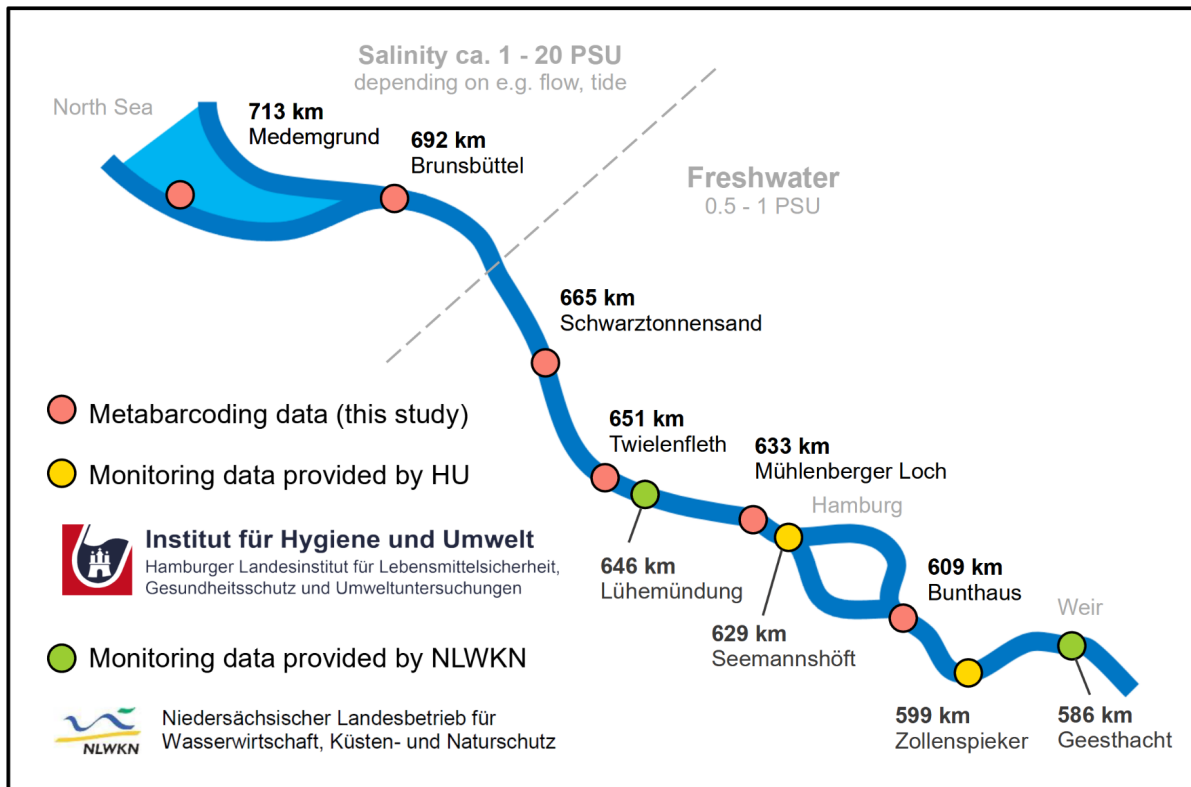 Salinity ca. 1 - 20 PSU
depending on e.g. flow, tide
North Sea
713 km
Medemgrund
692 km
Brunsbüttel
Freshwater
0.5 - 1 PSU
665 km
Schwarztonnensand
Metabarcoding data (this study)
651 km
Twielenfleth
633 km
Mühlenberger Loch
Monitoring data provided by HU
Hamburg
Institut für Hygiene und Umwelt
Hamburger Landesinstitut für Lebensmittelsicherheit,
Gesundheitsschutz und Umweltuntersuchungen
646 km
Lühemündung
609 km
Bunthaus
Weir
629 km
Seemannshöft
Monitoring data provided by NLWKN
599 km
Zollenspieker
586 km
Geesthacht
NLWKN
Niedersächsischer Landesbetrieb für
Wasserwirtschaft, Küsten- und Naturschutz